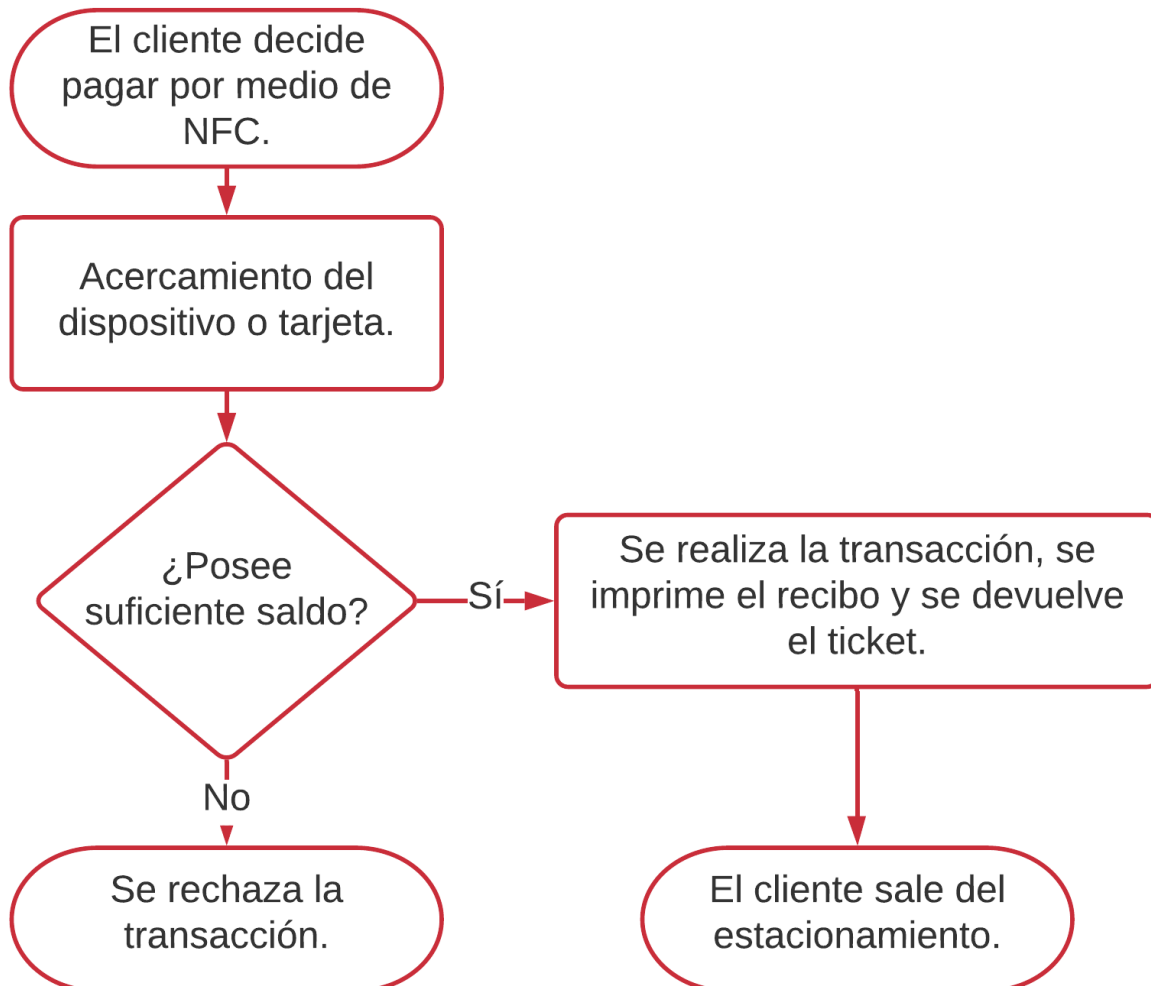 El cliente decide
pagar por medio de
NFC.
Acercamiento del
dispositivo o tarjeta.
¿Posee
suficiente saldo?
Sí
Se realiza la transacción, se
imprime el recibo y se devuelve
el ticket.
No
Se rechaza la
transacción.
El cliente sale del
estacionamiento.